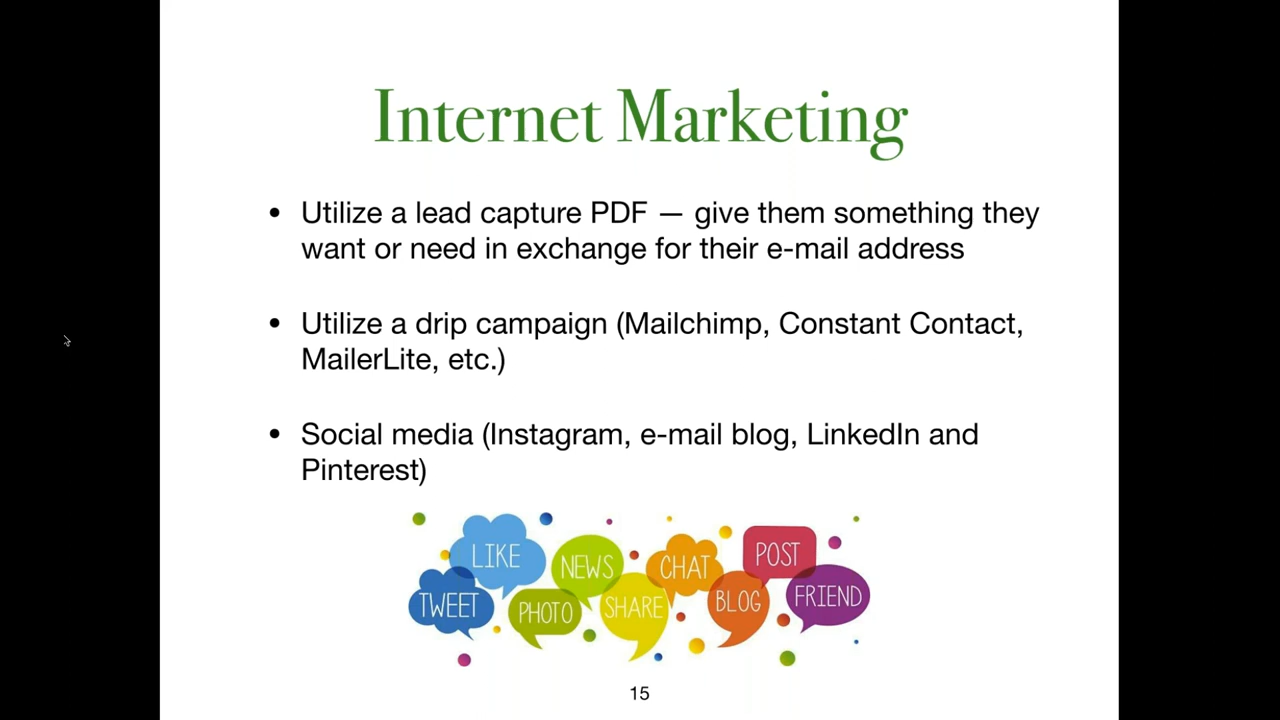 Internet Marketing
• Utilize a lead capture PDF — give them something they
want or need in exchange for their e-mail address
• Utilize a drip campaign (Mailchimp, Constant Contact,
MailerLite, etc.)
• Social media (Instagram, e-mail blog, LinkedIn and
Pinterest)
LIKE
NEWS
CHAT
POST
TWEET
PHOTO
SHARE
BLOG
FRIEND
15